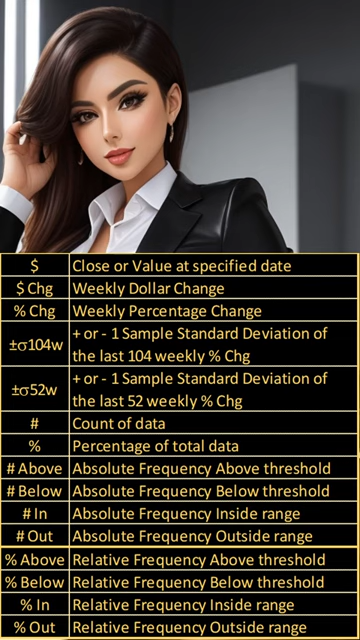 $ Close or Value at specified date
$ Chg Weekly Dollar Change
% Chg Weekly Percentage Change
±σ104w + or - 1 Sample Standard Deviation of
the last 104 weekly % Chg
±σ52w + or - 1 Sample Standard Deviation of
the last 52 weekly % Chg
# Count of data
% Percentage of total data
# Above Absolute Frequency Above threshold
# Below Absolute Frequency Below threshold
# In Absolute Frequency Inside range
# Out Absolute Frequency Outside range
% Above Relative Frequency Above threshold
% Below Relative Frequency Below threshold
% In Relative Frequency Inside range
% Out Relative Frequency Outside range